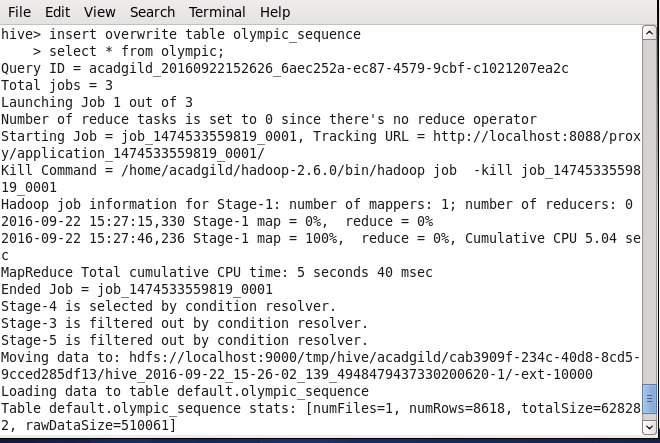 File Edit View Search Terminal Help
hive> insert overwrite table olympic_sequence
    > select * from olympic;
Query ID = acadgild_20160922152626_6aec252a-ec87-4579-9cbf-c1021207ea2c
Total jobs = 3
Launching Job 1 out of 3
Number of reduce tasks is set to 0 since there's no reduce operator
Starting Job = job_1474533559819_0001, Tracking URL = http://localhost:8088/prox
y/application_1474533559819_0001/
Kill Command = /home/acadgild/hadoop-2.6.0/bin/hadoop job  -kill job_14745335598
19_0001
Hadoop job information for Stage-1: number of mappers: 1; number of reducers: 0
2016-09-22 15:27:15,330 Stage-1 map = 0%,  reduce = 0%
2016-09-22 15:27:46,236 Stage-1 map = 100%,  reduce = 0%, Cumulative CPU 5.04 se
c
MapReduce Total cumulative CPU time: 5 seconds 40 msec
Ended Job = job_1474533559819_0001
Stage-4 is selected by condition resolver.
Stage-3 is filtered out by condition resolver.
Stage-5 is filtered out by condition resolver.
Moving data to: hdfs://localhost:9000/tmp/hive/acadgild/cab3909f-234c-40d8-8cd5-
9cced285df13/hive_2016-09-22_15-26-02_139_4948479437330200620-1/-ext-10000
Loading data to table default.olympic_sequence
Table default.olympic_sequence stats: [numFiles=1, numRows=8618, totalSize=62828
2, rawDataSize=510061]